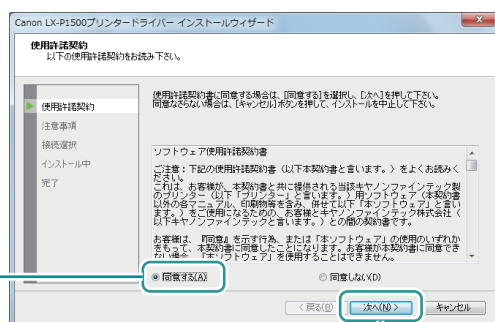 Canon LX-P1500プリンタードライバー インストールウィザード
使用許諾契約
以下の使用許諾契約をお読み下さい。
使用許諾契約
注意事項
接続選択
インストール中
完了
使用許諾契約書に同意する場合は、[同意する]を選択し、[次へ]を押して下さい。
同意なさらない場合は、[キャンセル]ボタンを押して、インストールを中止して下さい。
ソフトウェア使用許諾契約書
ご注意：下記の使用許諾契約書（以下本契約書と言います。）をよくお読みく
ださい。
これは、お客様が、本契約書と共に提供される当該キヤノンファインテック製
のプリンター（以下「プリンター」と言います。）用ソフトウェア（本契約書
以外の各マニュアル、印刷物等を含み、併せて以下「本ソフトウェア」と言い
ます。）をご使用になるための、お客様とキヤノンファインテック株式会社（
以下キヤノンファインテックと言います。）との間の契約書です。
お客様は、『同意』を示す行為、または「本ソフトウェア」の使用のいずれか
をもって、本契約書に同意したことになります。お客様が本契約書に同意でき
ない場合、「本ソフトウェア」を使用することはできません。
同意する(A)
同意しない(D)
< 戻る(B)
次へ(N) >
キャンセル